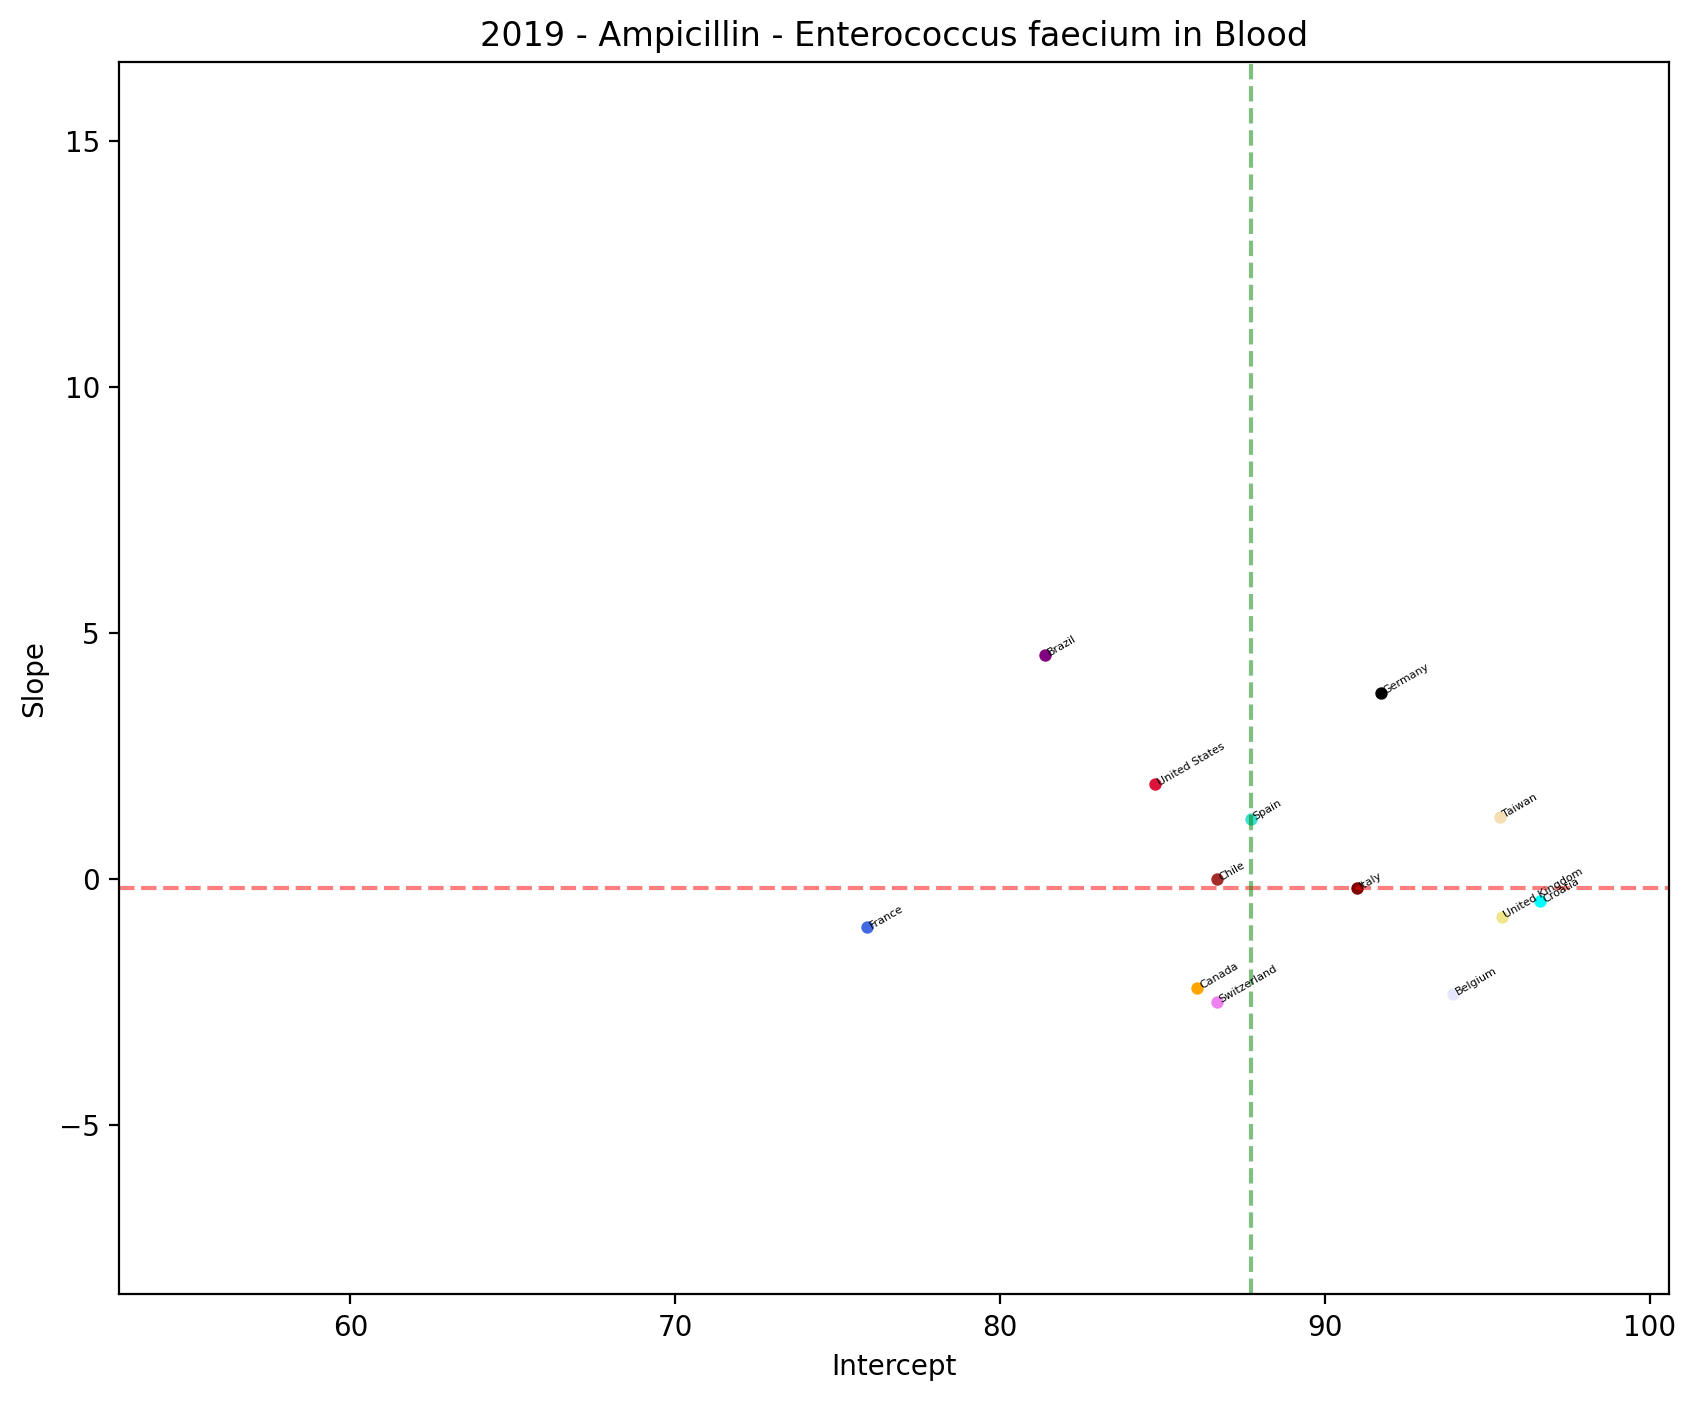 2019 - Ampicillin - Enterococcus faecium in Blood
15
10
5
0
−5
Slope
Brazil
Germany
United States
Spain
Taiwan
Chile
Italy
United Kingdom
Croatia
France
Canada
Switzerland
Belgium
60
70
80
90
100
Intercept